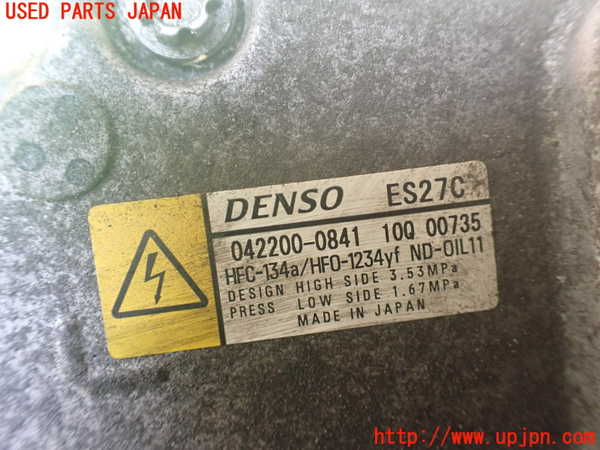 USED PARTS JAPAN
DENSO ES27C
042200-0841 10Q 00735
HFC-134a/HFO-1234yf ND-OIL11
DESIGN HIGH SIDE 3.53MPa
PRESS LOW SIDE 1.67MPa
MADE IN JAPAN
http://www.upjpn.com/